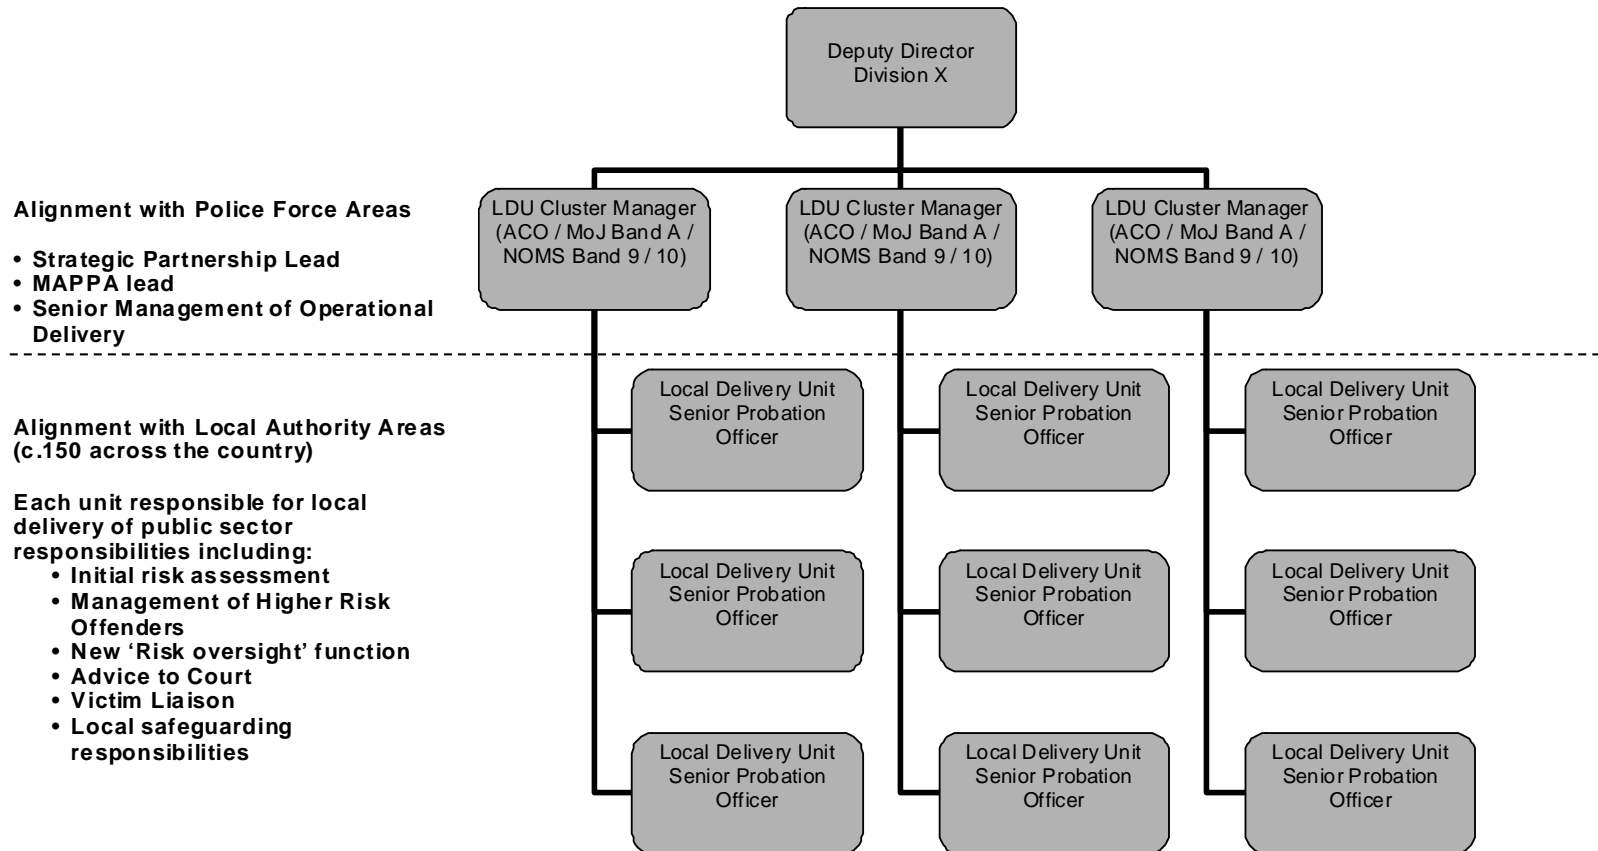 Deputy Director
Division X
Alignment with Police Force Areas
• Strategic Partnership Lead
• MAPPA lead
• Senior Management of Operational
Delivery
LDU Cluster Manager
(ACO / MoJ Band A /
NOMS Band 9 / 10)
LDU Cluster Manager
(ACO / MoJ Band A /
NOMS Band 9 / 10)
LDU Cluster Manager
(ACO / MoJ Band A /
NOMS Band 9 / 10)
Alignment with Local Authority Areas
(c.150 across the country)
Each unit responsible for local
delivery of public sector
responsibilities including:
• Initial risk assessment
• Management of Higher Risk
Offenders
• New ‘Risk oversight’ function
• Advice to Court
• Victim Liaison
• Local safeguarding
responsibilities
Local Delivery Unit
Senior Probation
Officer
Local Delivery Unit
Senior Probation
Officer
Local Delivery Unit
Senior Probation
Officer
Local Delivery Unit
Senior Probation
Officer
Local Delivery Unit
Senior Probation
Officer
Local Delivery Unit
Senior Probation
Officer
Local Delivery Unit
Senior Probation
Officer
Local Delivery Unit
Senior Probation
Officer
Local Delivery Unit
Senior Probation
Officer